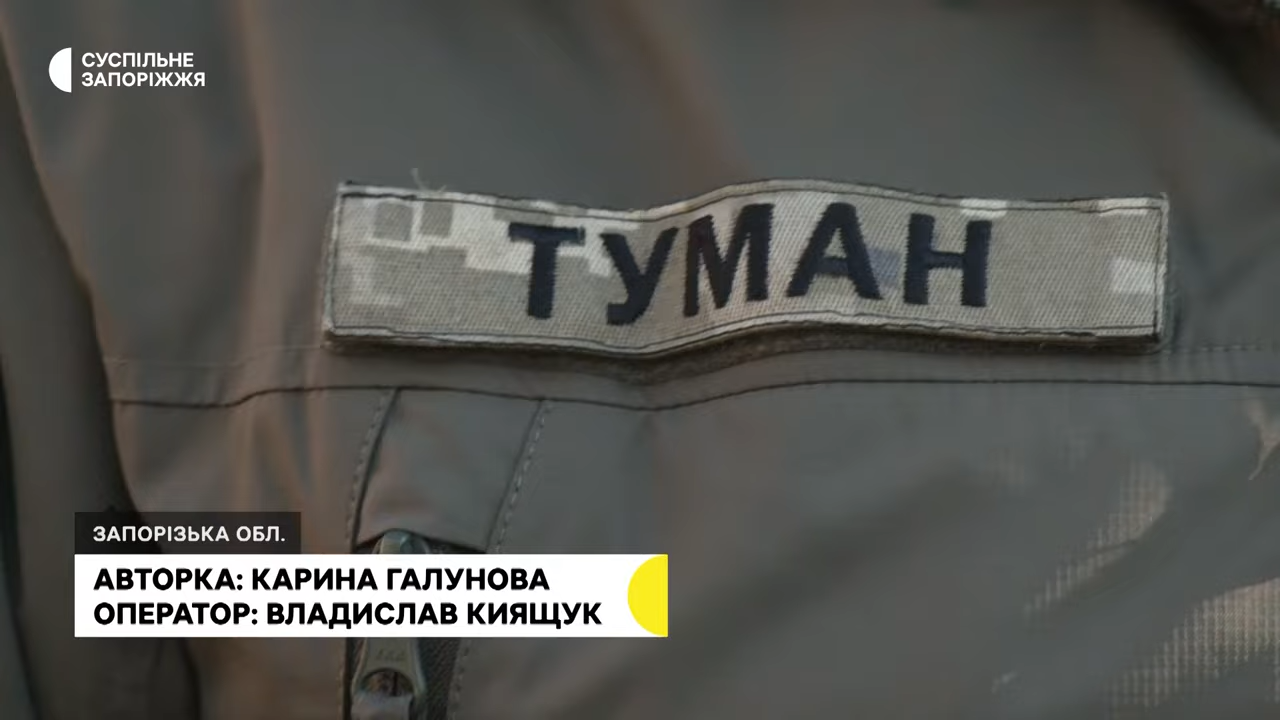 СУСПІЛЬНЕ
ЗАПОРІЖЖЯ
ТУМАН
ЗАПОРІЗЬКА ОБЛ.
АВТОРКА: КАРИНА ГАЛУНОВА
ОПЕРАТОР: ВЛАДИСЛАВ КИЯЩУК